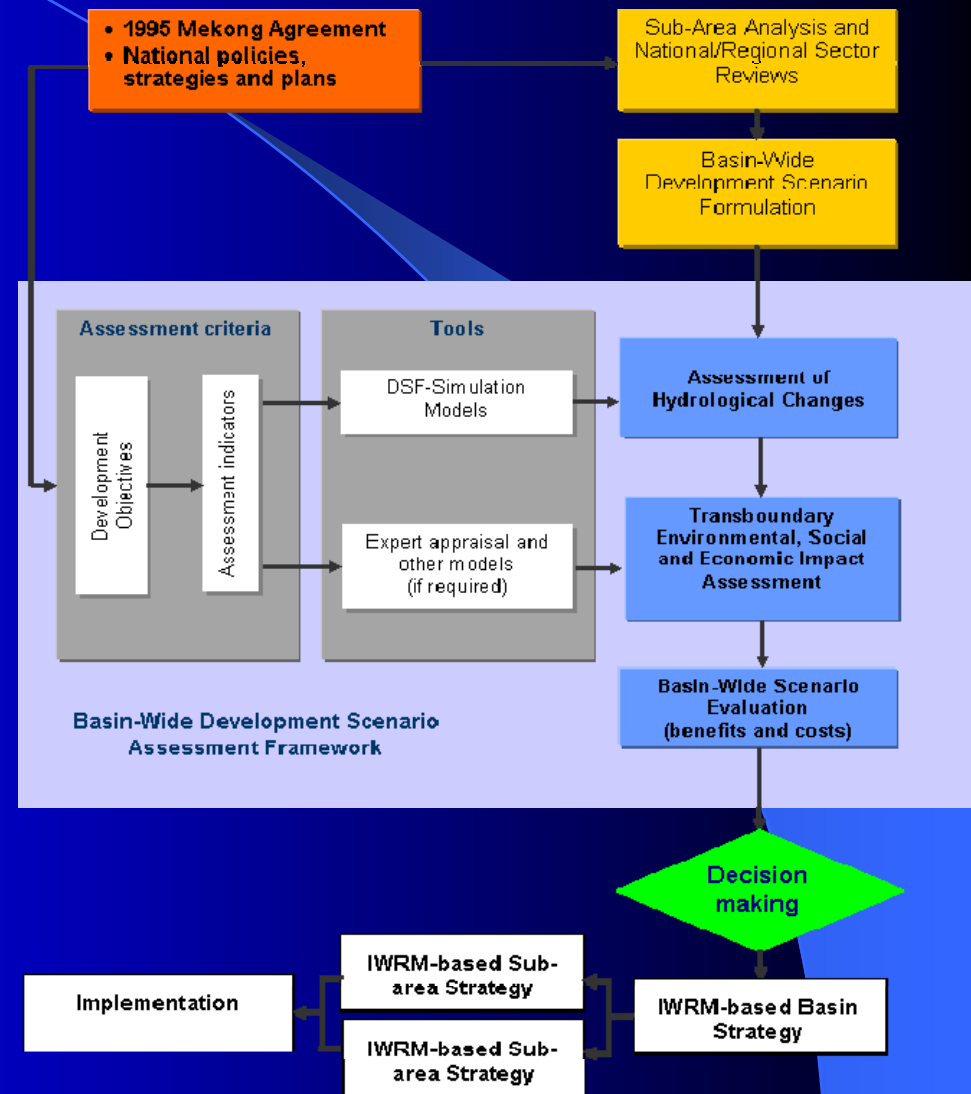 • 1995 Mekong Agreement
• National policies,
strategies and plans
Sub-Area Analysis and
National/Regional Sector
Reviews
Basin-Wide
Development Scenario
Formulation
Assessment criteria
Tools
Development
Objectives
Assessment indicators
DSF-Simulation
Models
Expert appraisal and
other models
(if required)
Assessment of
Hydrological Changes
Transboundary
Environmental, Social
and Economic Impact
Assessment
Basin-Wide Scenario
Evaluation
(benefits and costs)
Basin-Wide Development Scenario
Assessment Framework
Decision
making
IWRM-based Basin
Strategy
IWRM-based Sub-
area Strategy
IWRM-based Sub-
area Strategy
Implementation